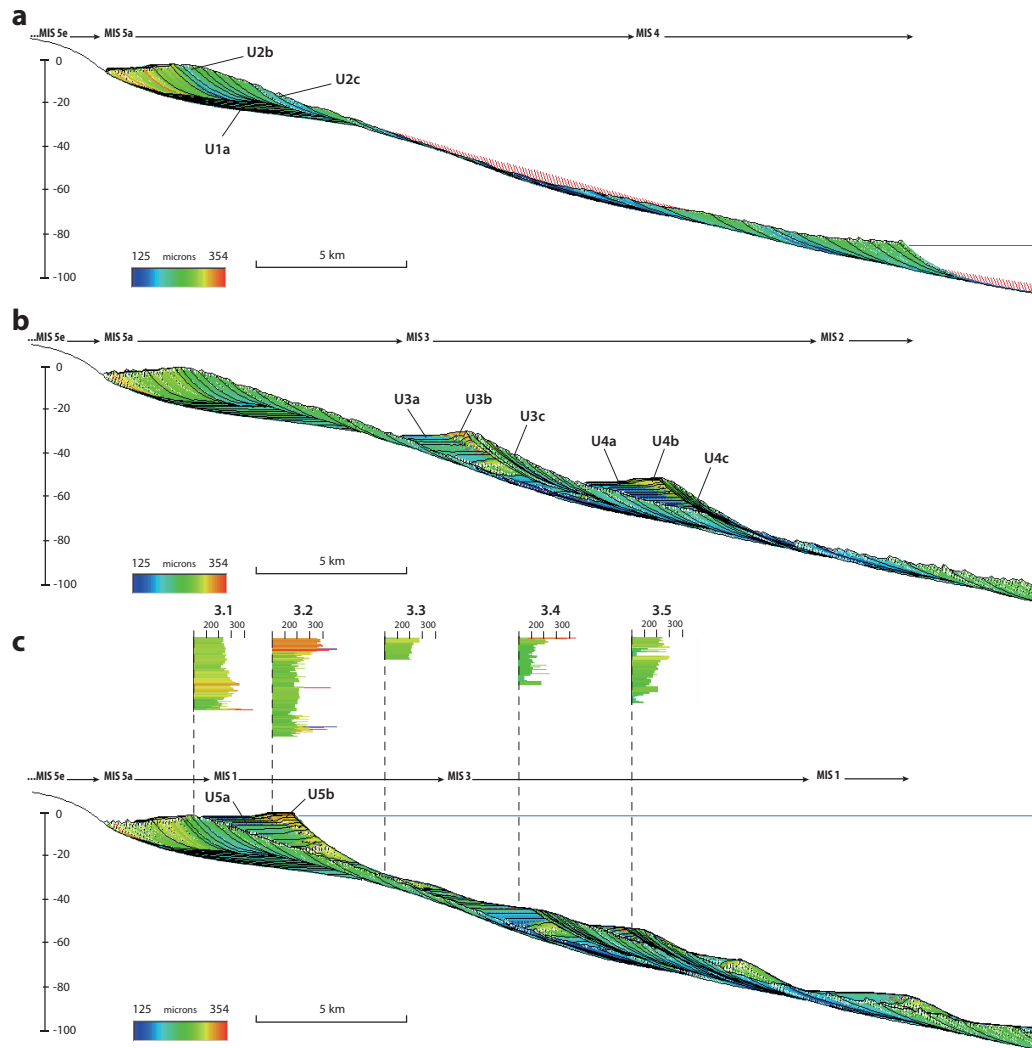 a
...MIS 5e MIS 5a MIS 4
U2b
U2c
U1a
0
-20
-40
-60
-80
-100
125 microns 354
5 km
b
...MIS 5e MIS 5a MIS 3 MIS 2
U3a U3b
U3c
U4a U4b
U4c
0
-20
-40
-60
-80
-100
125 microns 354
5 km
3.1 3.2 3.3 3.4 3.5
200 300 200 300 200 300 200 300 200 300
c
...MIS 5e MIS 5a MIS 1 MIS 3 MIS 1
U5a U5b
0
-20
-40
-60
-80
-100
125 microns 354
5 km